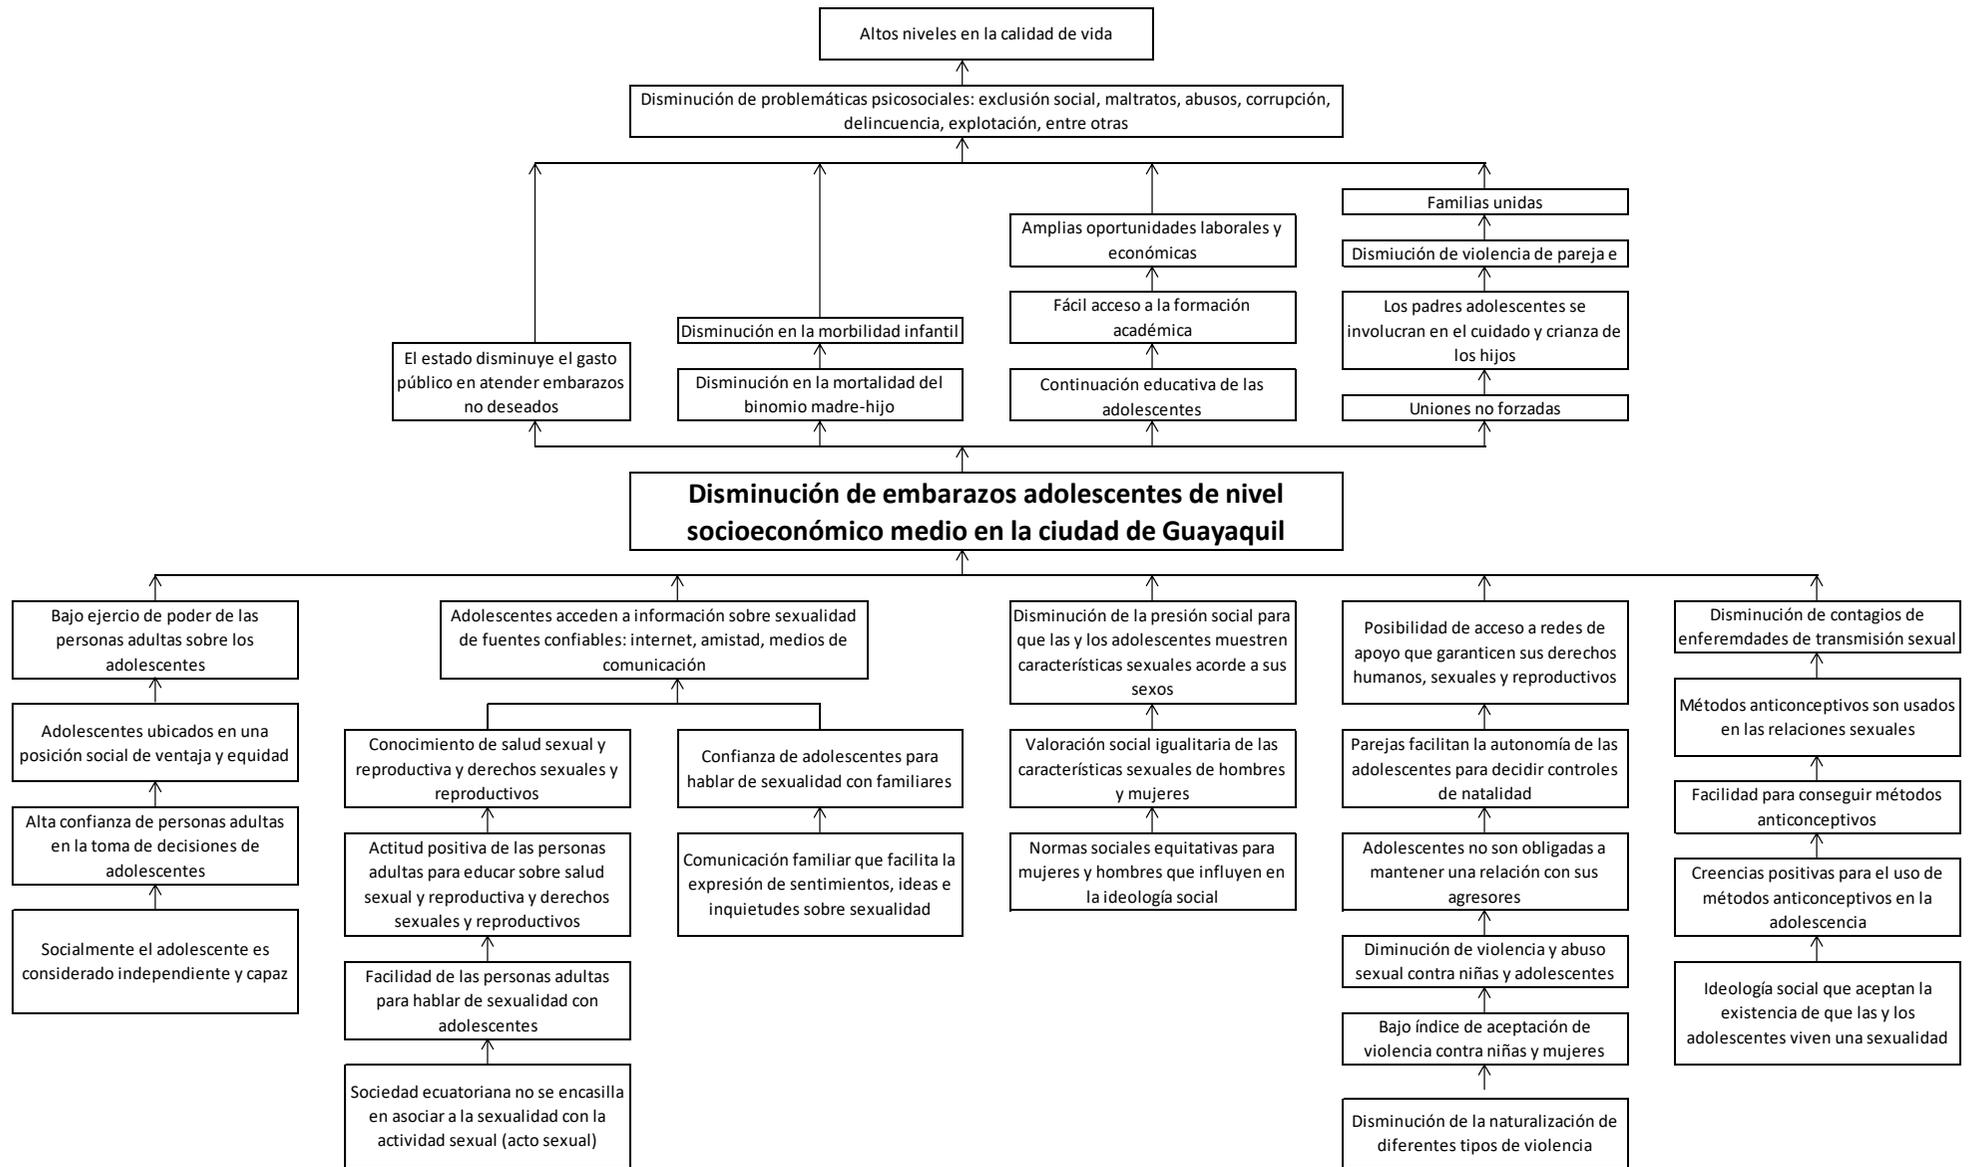 Altos niveles en la calidad de vida
Disminución de problemáticas psicosociales: exclusión social, maltratos, abusos, corrupción,
delincuencia, explotación, entre otras
Familias unidas
Amplias oportunidades laborales y
económicas
Dismiución de violencia de pareja e
Fácil acceso a la formación
académica
Los padres adolescentes se
involucran en el cuidado y crianza de
los hijos
Disminución en la morbilidad infantil
El estado disminuye el gasto
público en atender embarazos
no deseados
Disminución en la mortalidad del
binomio madre-hijo
Continuación educativa de las
adolescentes
Uniones no forzadas
Disminución de embarazos adolescentes de nivel
socioeconómico medio en la ciudad de Guayaquil
Bajo ejercio de poder de las
personas adultas sobre los
adolescentes
Adolescentes acceden a información sobre sexualidad
de fuentes confiables: internet, amistad, medios de
comunicación
Disminución de la presión social para
que las y los adolescentes muestren
características sexuales acorde a sus
sexos
Posibilidad de acceso a redes de
apoyo que garanticen sus derechos
humanos, sexuales y reproductivos
Disminución de contagios de
enferemdades de transmisión sexual
Adolescentes ubicados en una
posición social de ventaja y equidad
Conocimiento de salud sexual y
reproductiva y derechos sexuales y
reproductivos
Confianza de adolescentes para
hablar de sexualidad con familiares
Valoración social igualitaria de las
características sexuales de hombres
y mujeres
Parejas facilitan la autonomía de las
adolescentes para decidir controles
de natalidad
Métodos anticonceptivos son usados
en las relaciones sexuales
Alta confianza de personas adultas
en la toma de decisiones de
adolescentes
Actitud positiva de las personas
adultas para educar sobre salud
sexual y reproductiva y derechos
sexuales y reproductivos
Comunicación familiar que facilita la
expresión de sentimientos, ideas e
inquietudes sobre sexualidad
Normas sociales equitativas para
mujeres y hombres que influyen en
la ideología social
Adolescentes no son obligadas a
mantener una relación con sus
agresores
Facilidad para conseguir métodos
anticonceptivos
Socialmente el adolescente es
considerado independiente y capaz
Facilidad de las personas adultas
para hablar de sexualidad con
adolescentes
Diminución de violencia y abuso
sexual contra niñas y adolescentes
Creencias positivas para el uso de
métodos anticonceptivos en la
adolescencia
Sociedad ecuatoriana no se encasilla
en asociar a la sexualidad con la
actividad sexual (acto sexual)
Bajo índice de aceptación de
violencia contra niñas y mujeres
Ideología social que aceptan la
existencia de que las y los
adolescentes viven una sexualidad
Disminución de la naturalización de
diferentes tipos de violencia